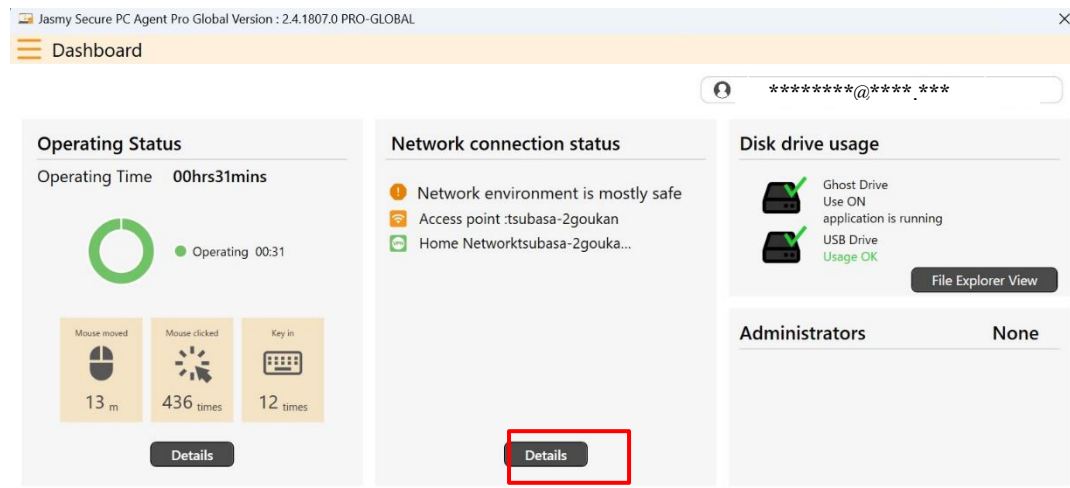 Jasmy Secure PC Agent Pro Global Version : 2.4.1807.0 PRO-GLOBAL
Dashboard
********@****.***
Operating Status
Operating Time 00hrs31mins
Operating 00:31
Mouse moved
13 m
Mouse clicked
436 times
Key in
12 times
Details
Network connection status
Network environment is mostly safe
Access point :tsubasa-2goukan
Home Networktsubasa-2gouka...
Details
Disk drive usage
Ghost Drive
Use ON
application is running
USB Drive
Usage OK
File Explorer View
Administrators None